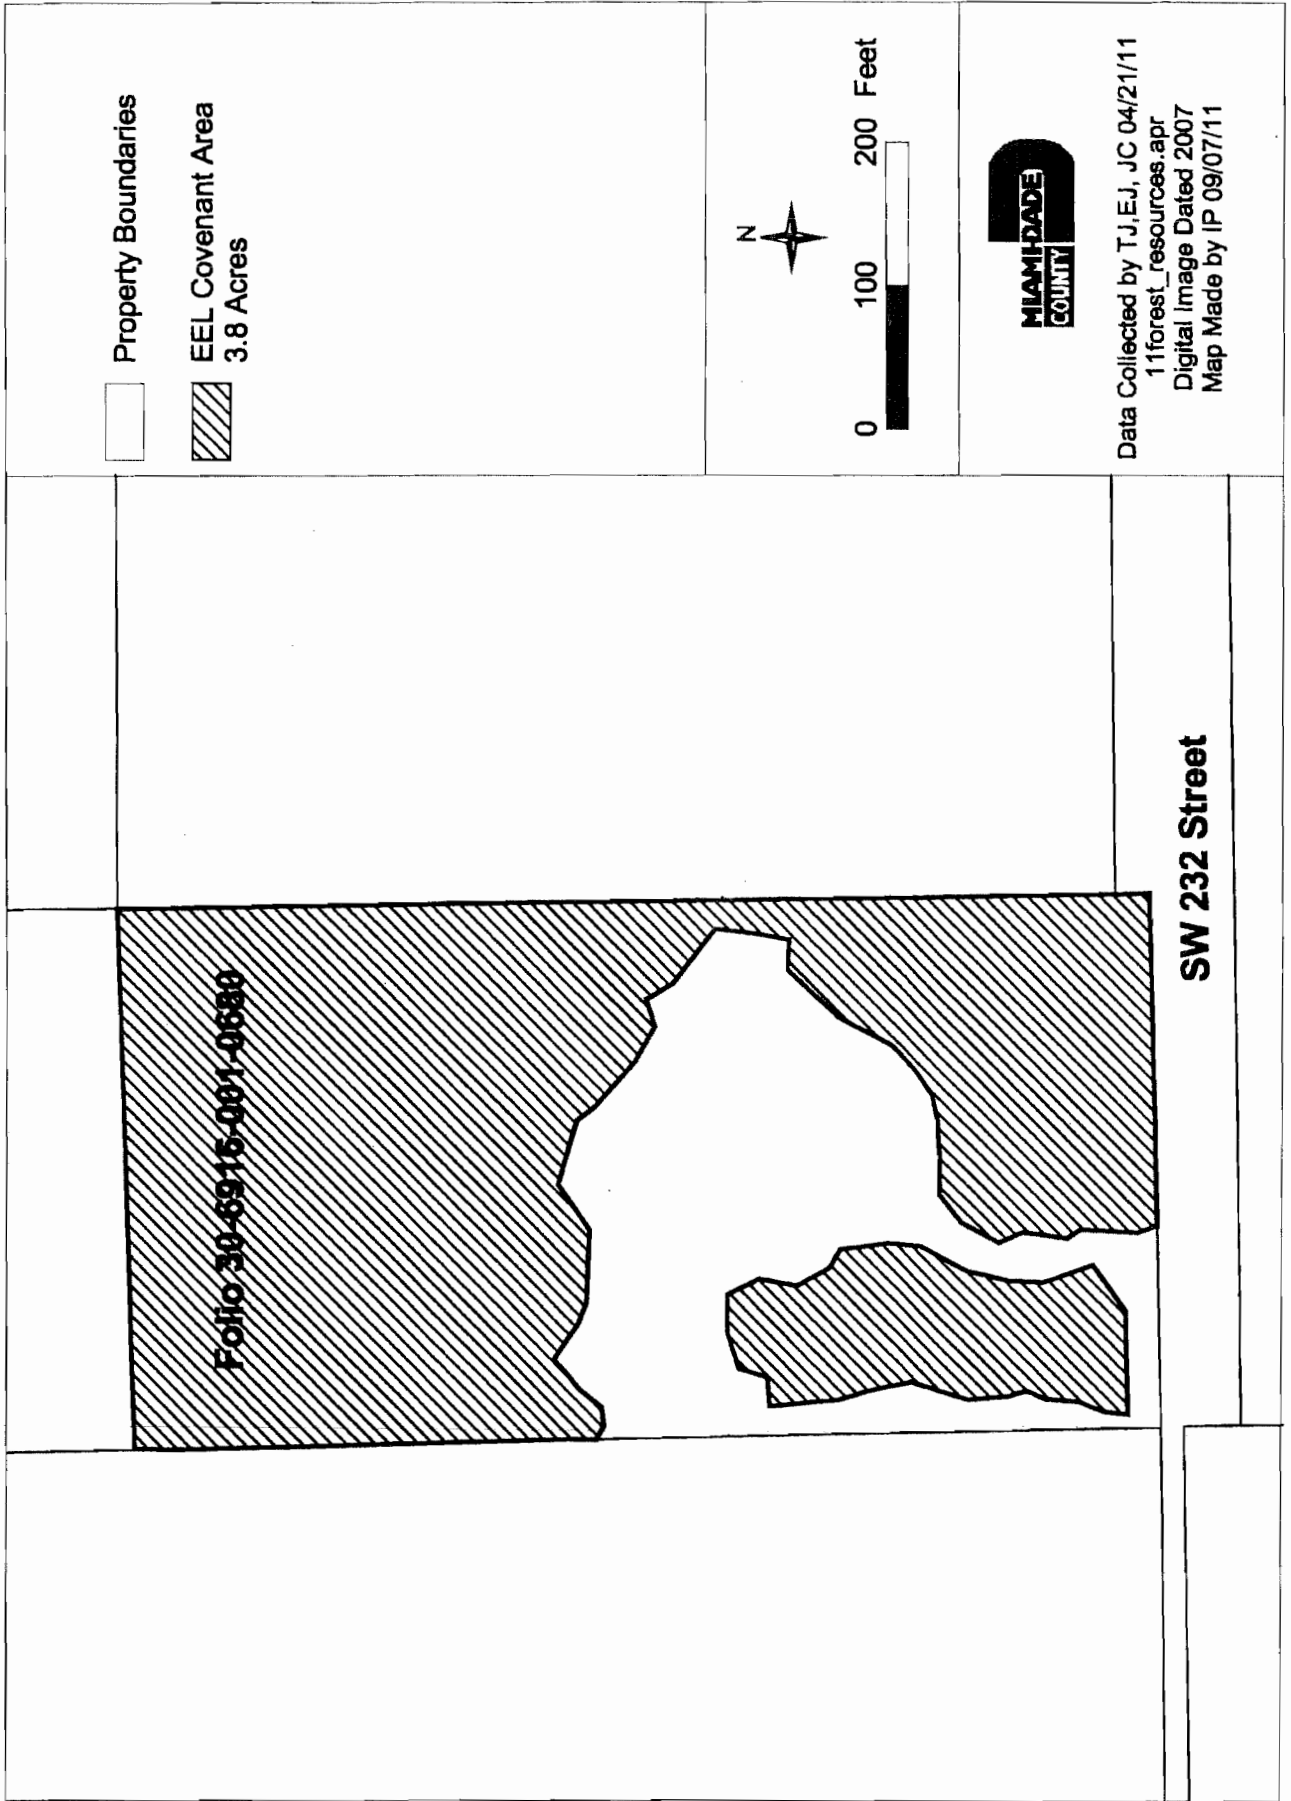 Property Boundaries
EEL Covenant Area
3.8 Acres
N
0 100 200 Feet
MIAMI-DADE
COUNTY
Data Collected by TJ,EJ, JC 04/21/11
11forest_resources.apr
Digital Image Dated 2007
Map Made by IP 09/07/11
Folio 30-6915-001-0680
SW 232 Street